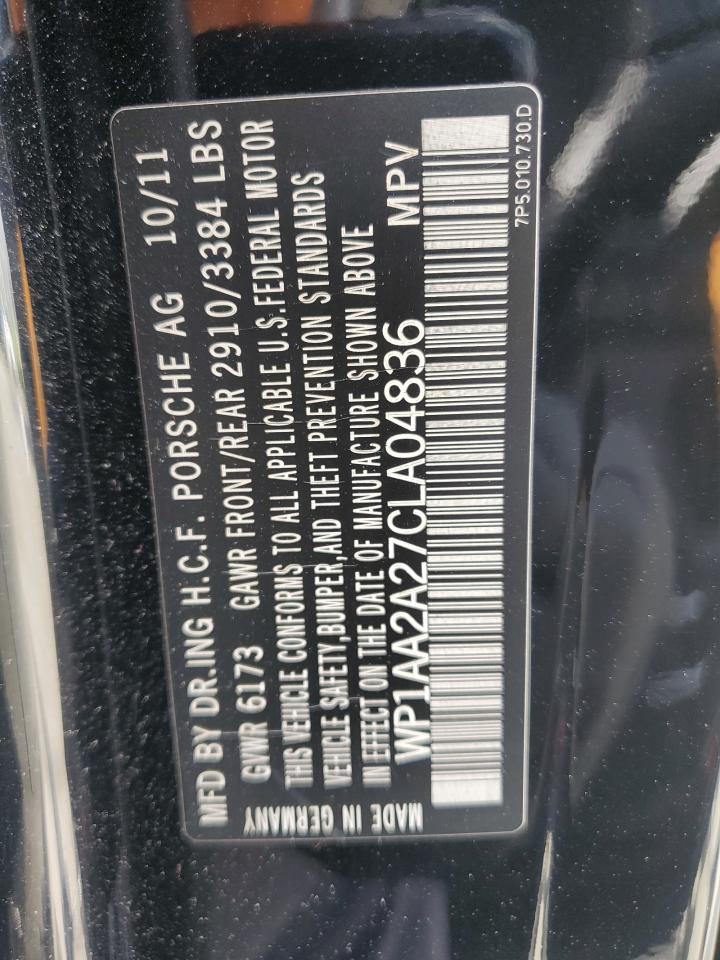 MFD BY DR.ING H.C.F. PORSCHE AG 10/11
GWR 6173 GAWR FRONT/REAR 2910/3384 LBS
THIS VEHICLE CONFORMS TO ALL APPLICABLE U.S.FEDERAL MOTOR
VEHICLE SAFETY,BUMPER,AND THEFT PREVENTION STANDARDS
IN EFFECT ON THE DATE OF MANUFACTURE SHOWN ABOVE
WP1AA2A27CLA04836 MPV
MADE IN GERMANY
7P5.010.730.D